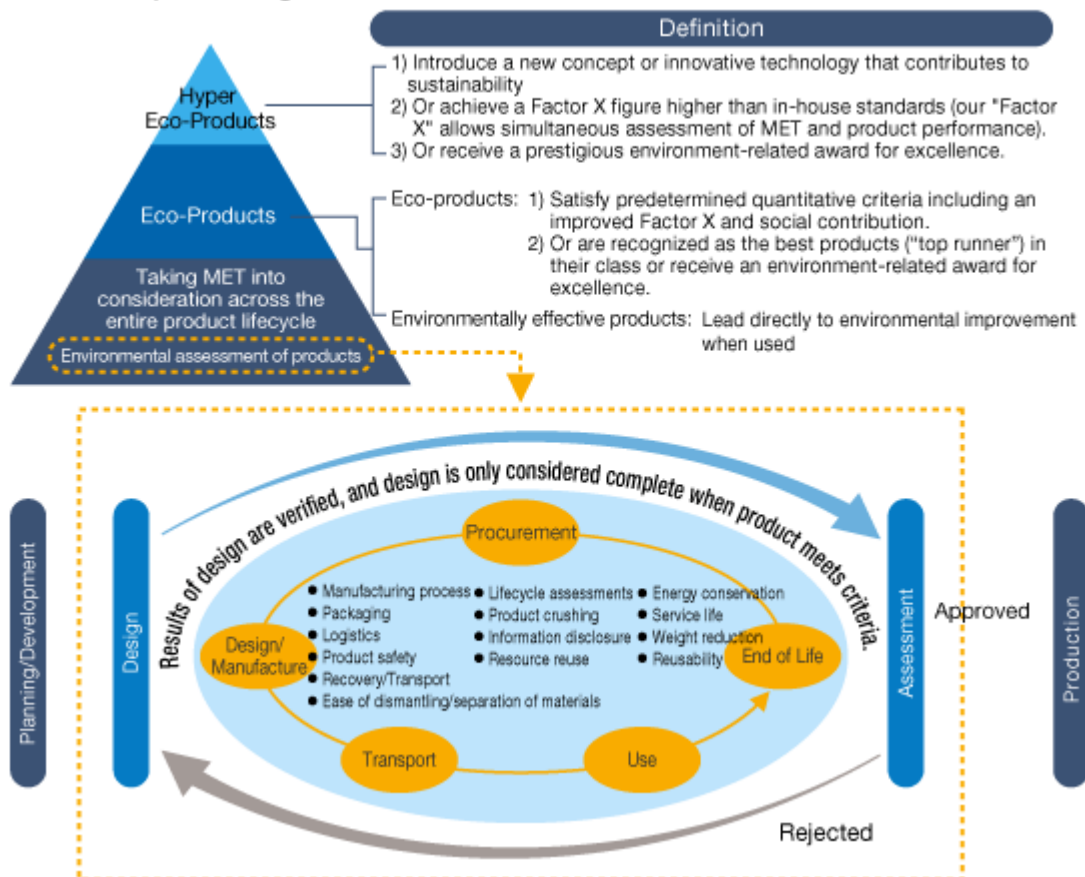 Definition
Hyper
Eco-Products
1) Introduce a new concept or innovative technology that contributes to
sustainability
2) Or achieve a Factor X figure higher than in-house standards (our "Factor
X" allows simultaneous assessment of MET and product performance).
3) Or receive a prestigious environment-related award for excellence.
Eco-Products
Eco-products: 1) Satisfy predetermined quantitative criteria including an
improved Factor X and social contribution.
2) Or are recognized as the best products (“top runner”) in
their class or receive an environment-related award for
excellence.
Environmentally effective products: Lead directly to environmental improvement
when used
Taking MET into
consideration across the
entire product lifecycle
Environmental assessment of products
Planning/Development
Design
Results of design are verified, and design is only considered complete when product meets criteria.
Procurement
Design/
Manufacture
● Manufacturing process
● Packaging
● Logistics
● Product safety
● Recovery/Transport
● Ease of dismantling/separation of materials
● Lifecycle assessments
● Product crushing
● Information disclosure
● Resource reuse
● Energy conservation
● Service life
● Weight reduction
● Reusability
End of Life
Transport
Use
Assessment
Approved
Rejected
Production